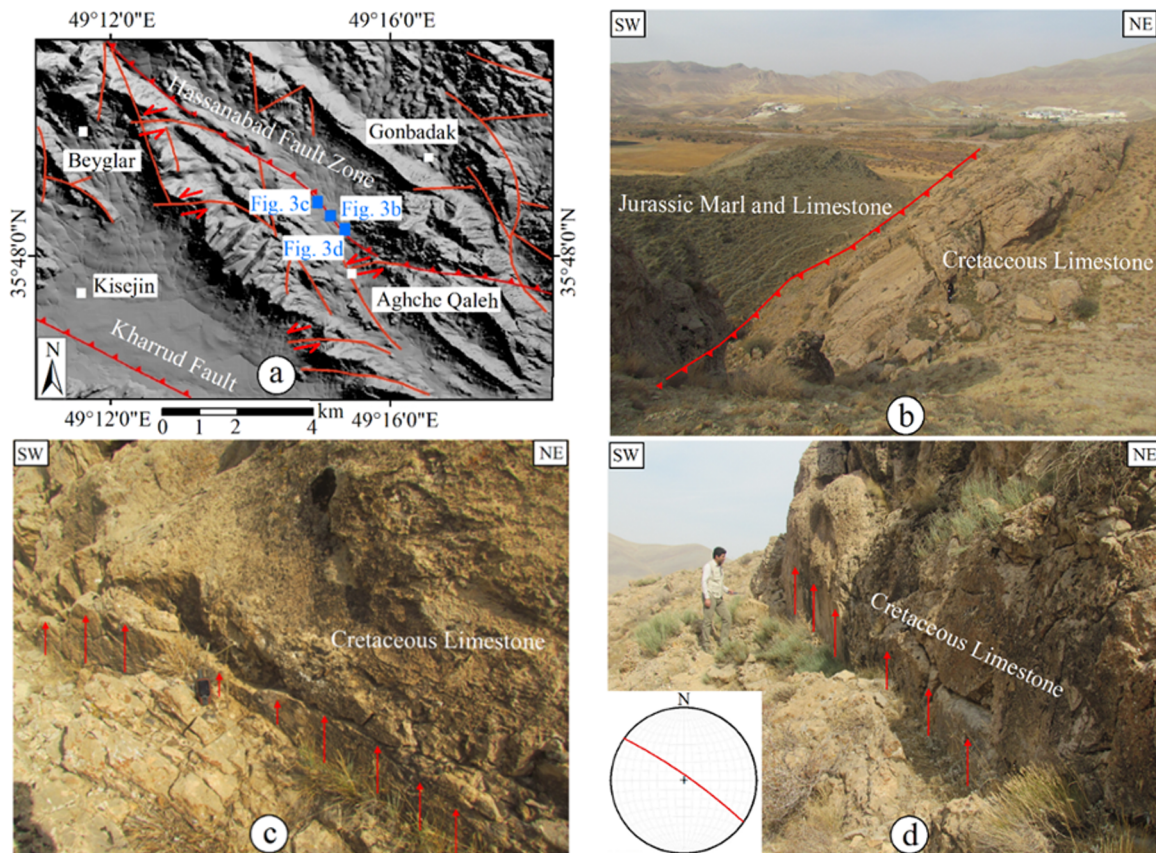 49°12'0"E
49°16'0"E
Hassanabad Fault Zone
Gonbadak
Beyglar
Fig. 3c
Fig. 3b
Fig. 3d
35°48'0"N
35°48'0"N
Kisejin
Aghche Qaleh
Kharrud Fault
N
a
49°12'0"E
49°16'0"E
km
0 1 2 4
SW
NE
Jurassic Marl and Limestone
Cretaceous Limestone
b
SW
NE
Cretaceous Limestone
c
SW
NE
Cretaceous Limestone
N
d